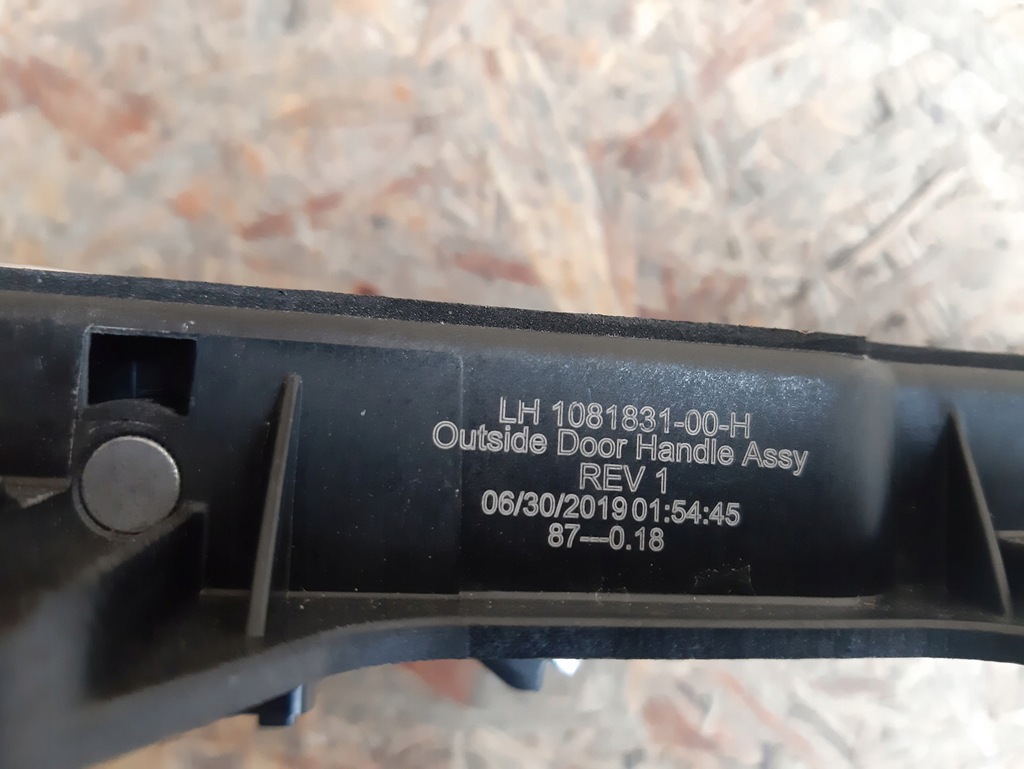 LH 1081831-00-H
Outside Door Handle Assy
REV 1
06/30/2019 01:54:45
87—0.18